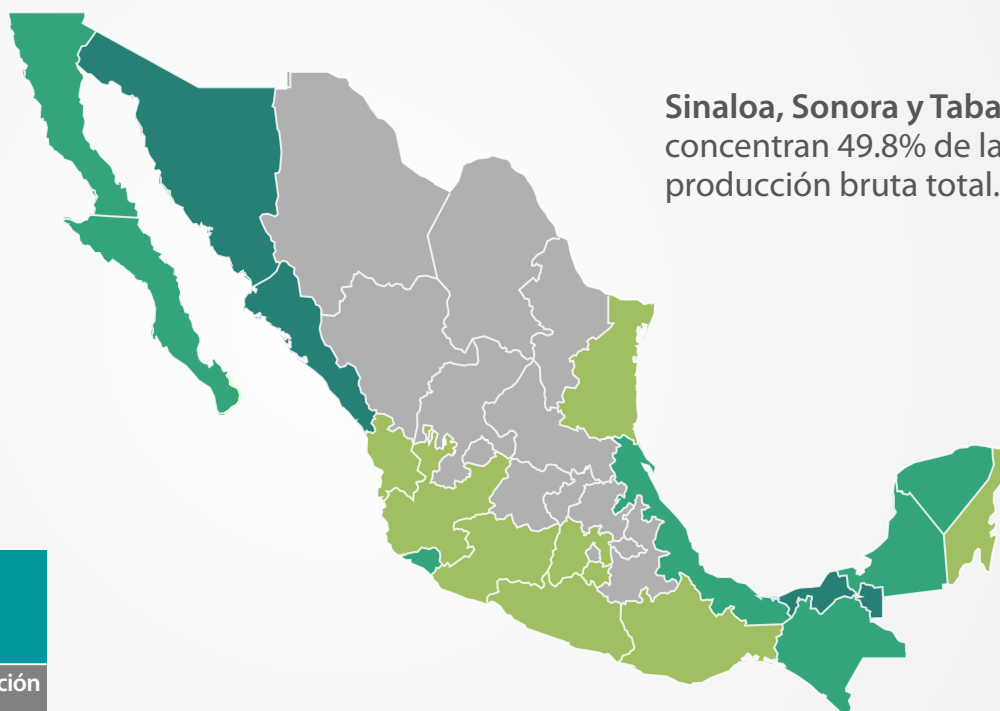 Sinaloa, Sonora y Taba
concentran 49.8% de la
producción bruta total.
ción